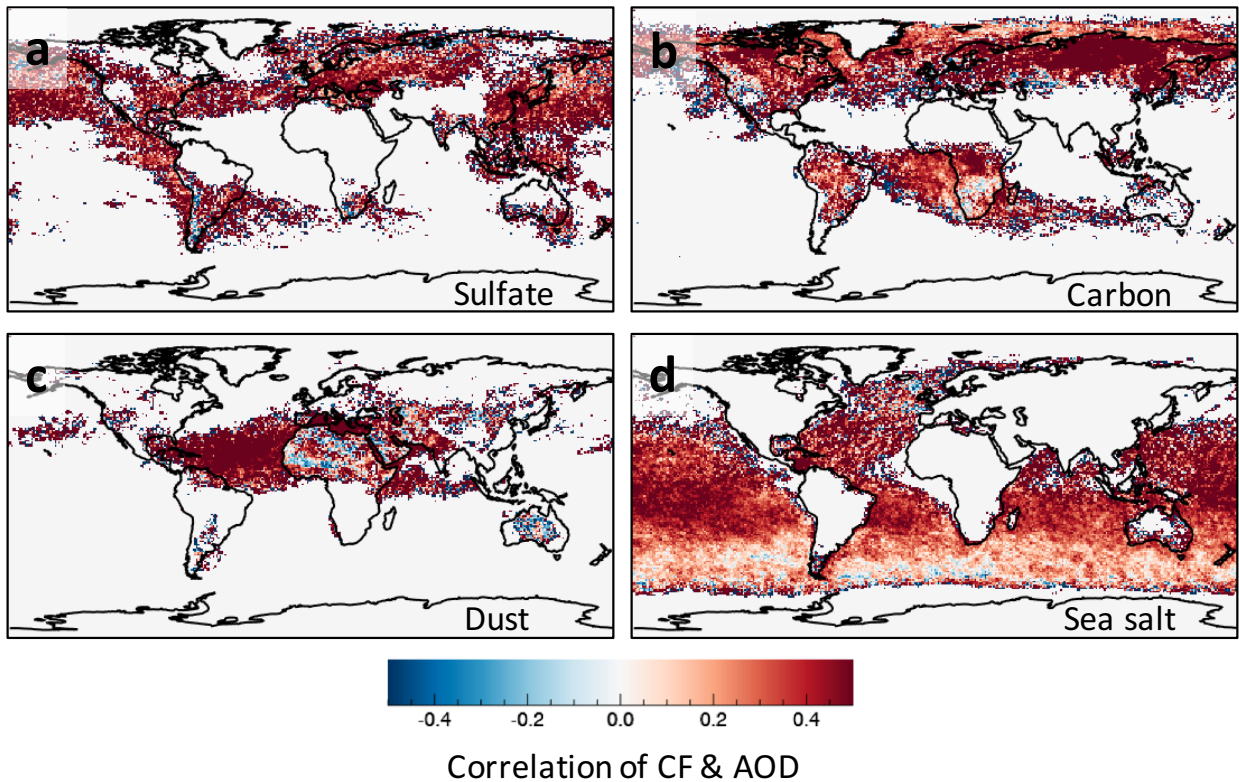 a
b
Sulfate
Carbon
c
d
Dust
Sea salt
-0.4 -0.2 0.0 0.2 0.4
Correlation of CF & AOD